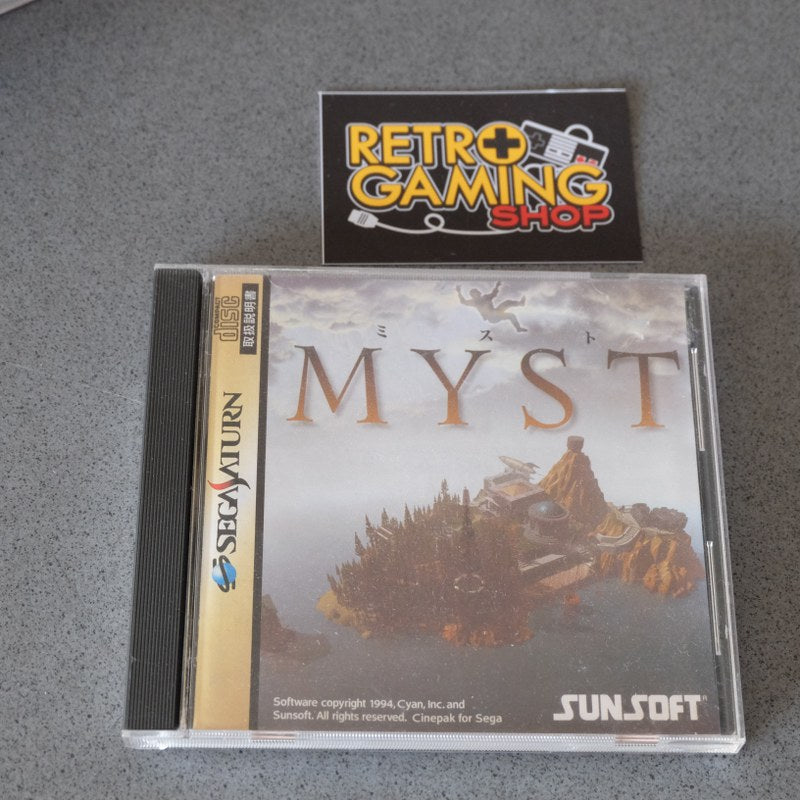 RETRO
GAMING
SHOP
COMPACT
disc
取扱説明書
SEGA SATURN
ミスト
MYST
Software copyright 1994, Cyan, Inc. and
Sunsoft. All rights reserved. Cinepak for Sega
SUNSOFT